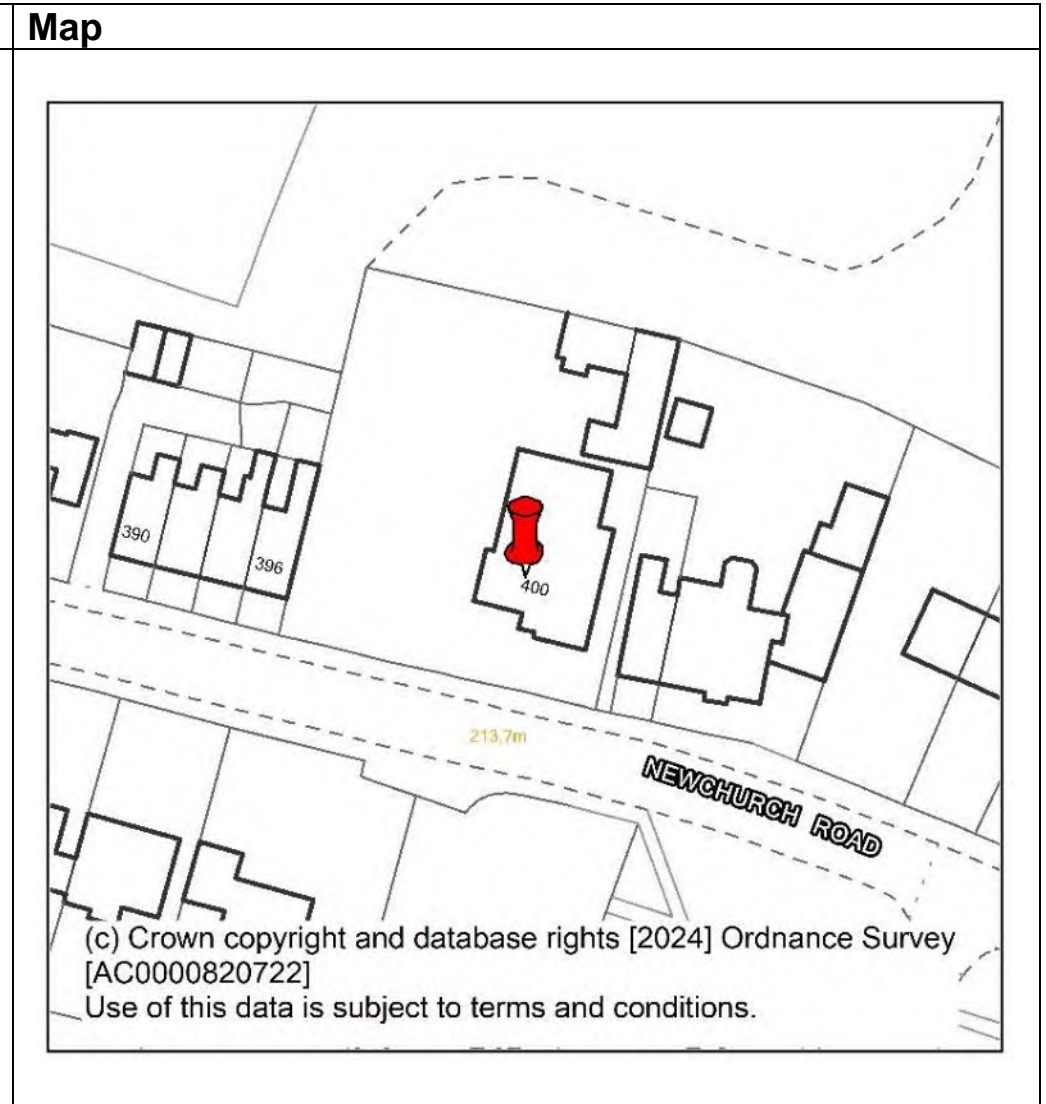 Map
390
396
400
213.7m
NEWCHURCH ROAD
(c) Crown copyright and database rights [2024] Ordnance Survey
[AC0000820722]
Use of this data is subject to terms and conditions.